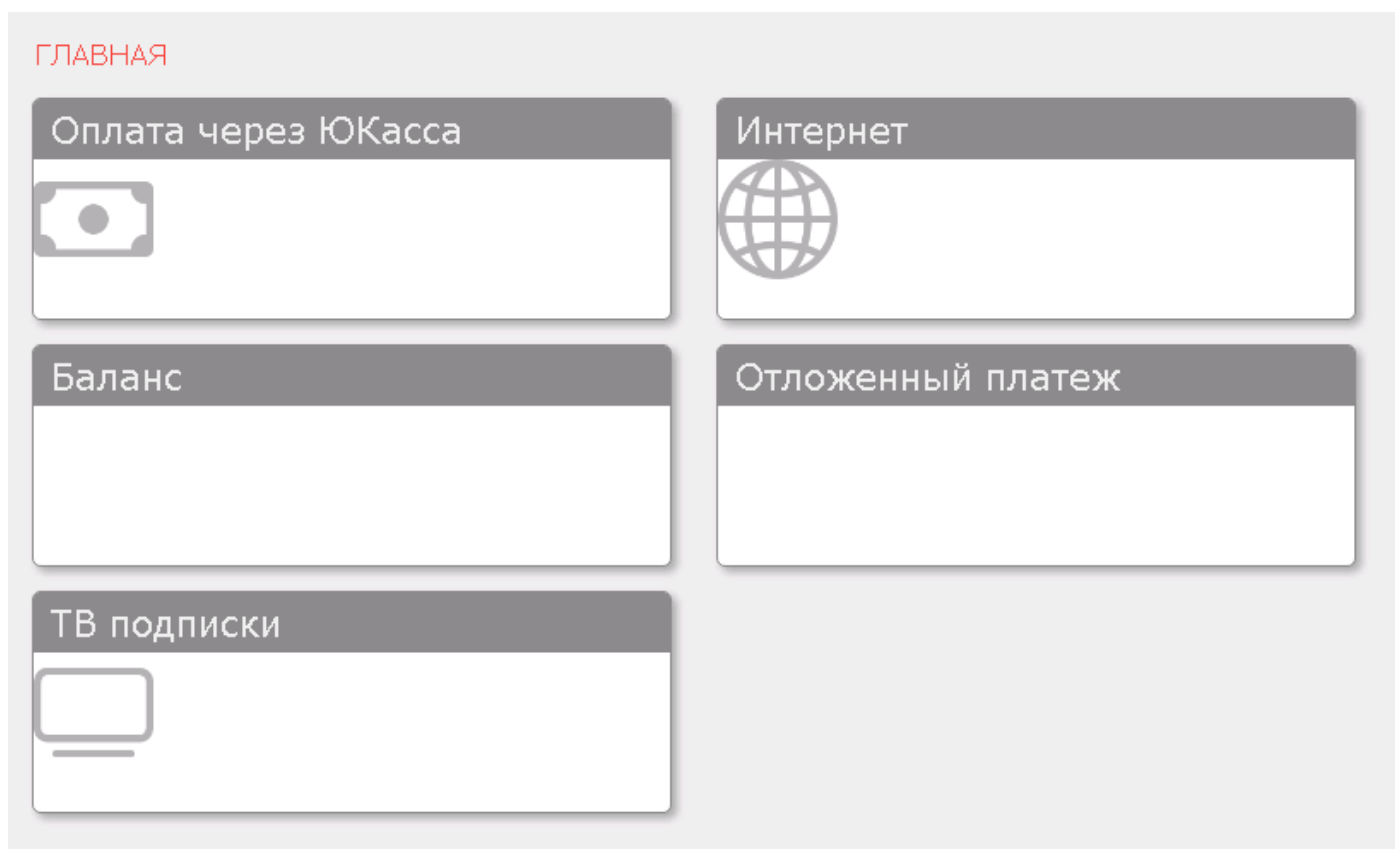 ГЛАВНАЯ
Оплата через ЮКасса
Интернет
Баланс
Отложенный платеж
ТВ подписки